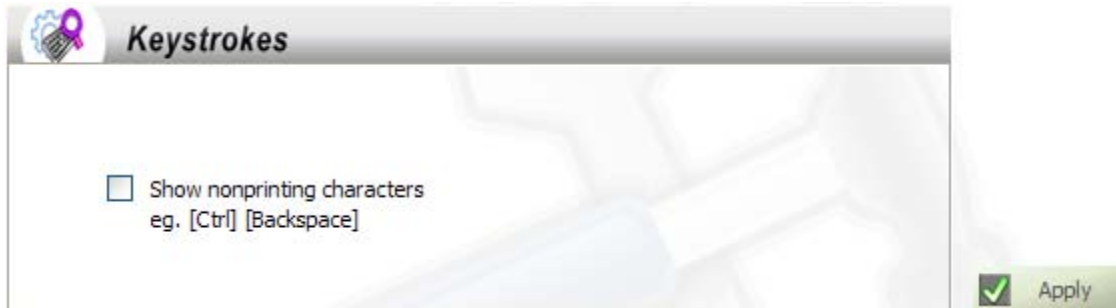 Keystrokes
Show nonprinting characters
eg. [Ctrl] [Backspace]
Apply